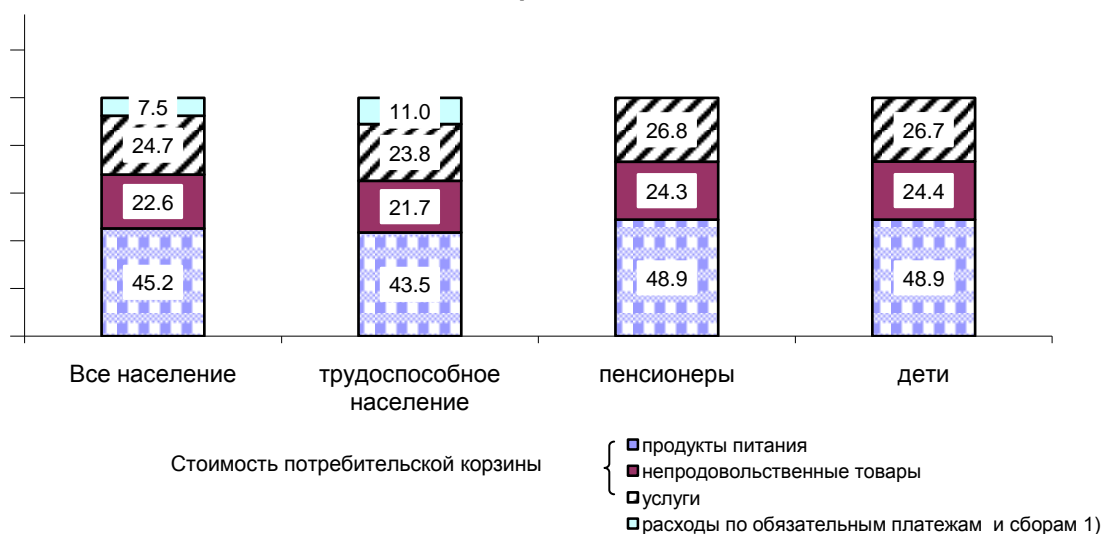 7.5
11.0
24.7
23.8
26.8
26.7
22.6
21.7
24.3
24.4
45.2
43.5
48.9
48.9
Все население
трудоспособное
население
пенсионеры
дети
Стоимость потребительской корзины
продукты питания
непродовольственные товары
услуги
расходы по обязательным платежам и сборам 1)